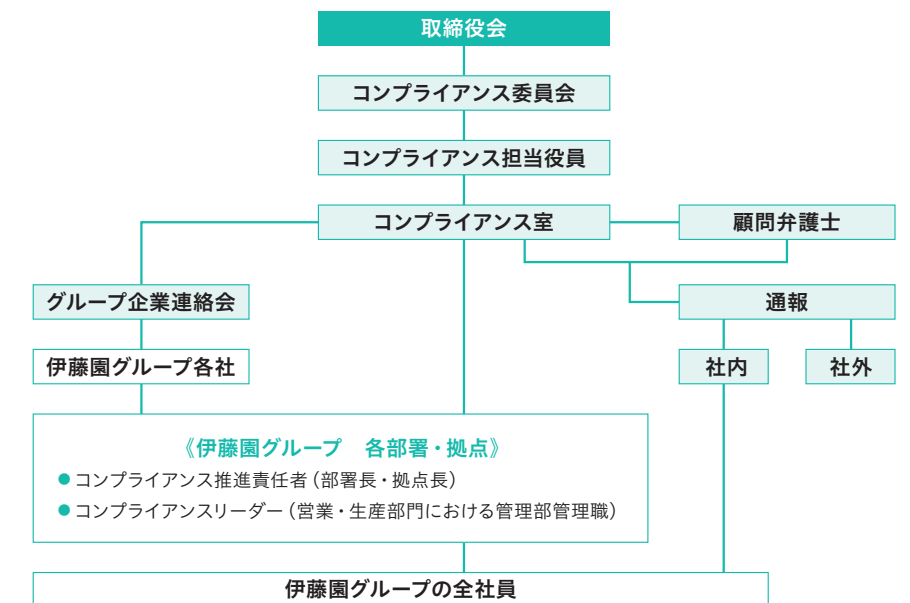 取締役会
コンプライアンス委員会
コンプライアンス担当役員
コンプライアンス室
顧問弁護士
グループ企業連絡会
通報
伊藤園グループ各社
社内
社外
《伊藤園グループ　各部署・拠点》
●コンプライアンス推進責任者（部署長・拠点長）
●コンプライアンスリーダー（営業・生産部門における管理部管理職）
伊藤園グループの全社員